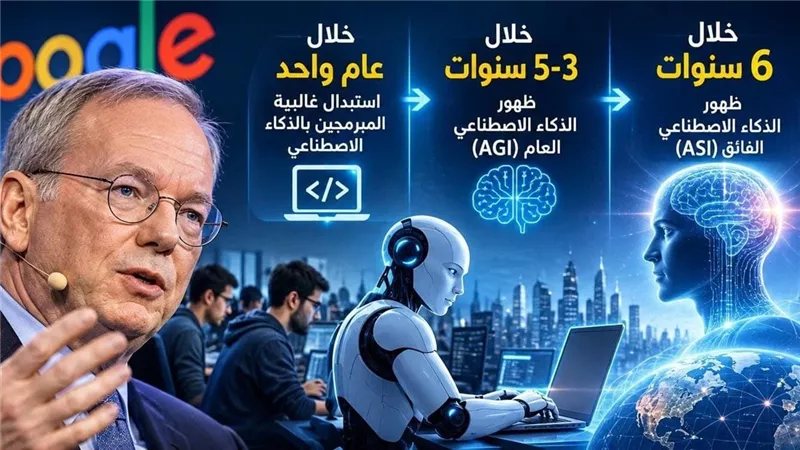 oogle
خلال
عام واحد
استبدال غالبية
المبرمجين بالذكاء
الاصطناعي
</>
خلال
5-3 سنوات
ظهور
الذكاء الاصطناعي
العام (AGI)
خلال
6 سنوات
ظهور
الذكاء الاصطناعي
الفائق (ASI)